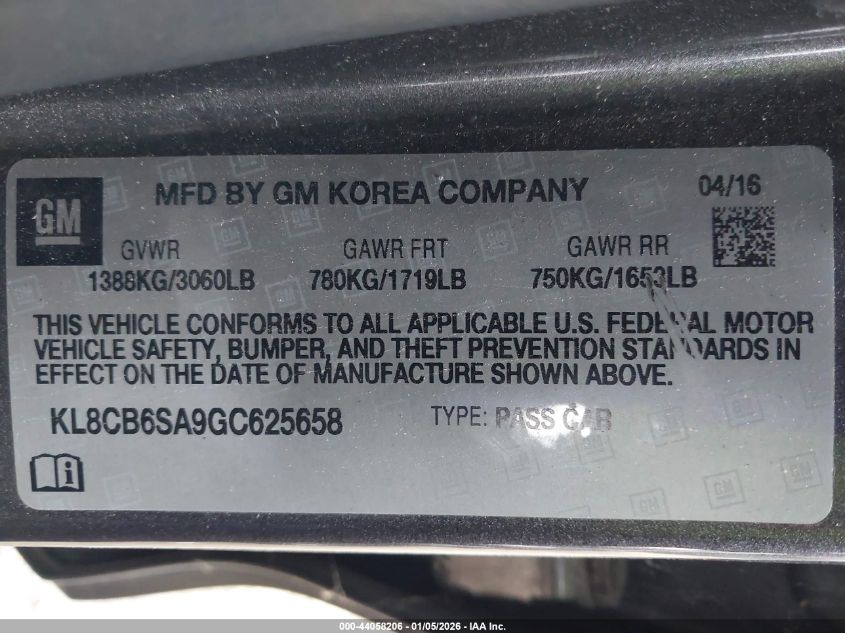 GM
MFD BY GM KOREA COMPANY
04/16
GVWR
GAWR FRT
GAWR RR
1388KG/3060LB
780KG/1719LB
750KG/1653LB
THIS VEHICLE CONFORMS TO ALL APPLICABLE U.S. FEDERAL MOTOR
VEHICLE SAFETY, BUMPER, AND THEFT PREVENTION STANDARDS IN
EFFECT ON THE DATE OF MANUFACTURE SHOWN ABOVE.
KL8CB6SA9GC625658
TYPE: PASS CAR
000-44058206 - 01/05/2026 - IAA Inc.